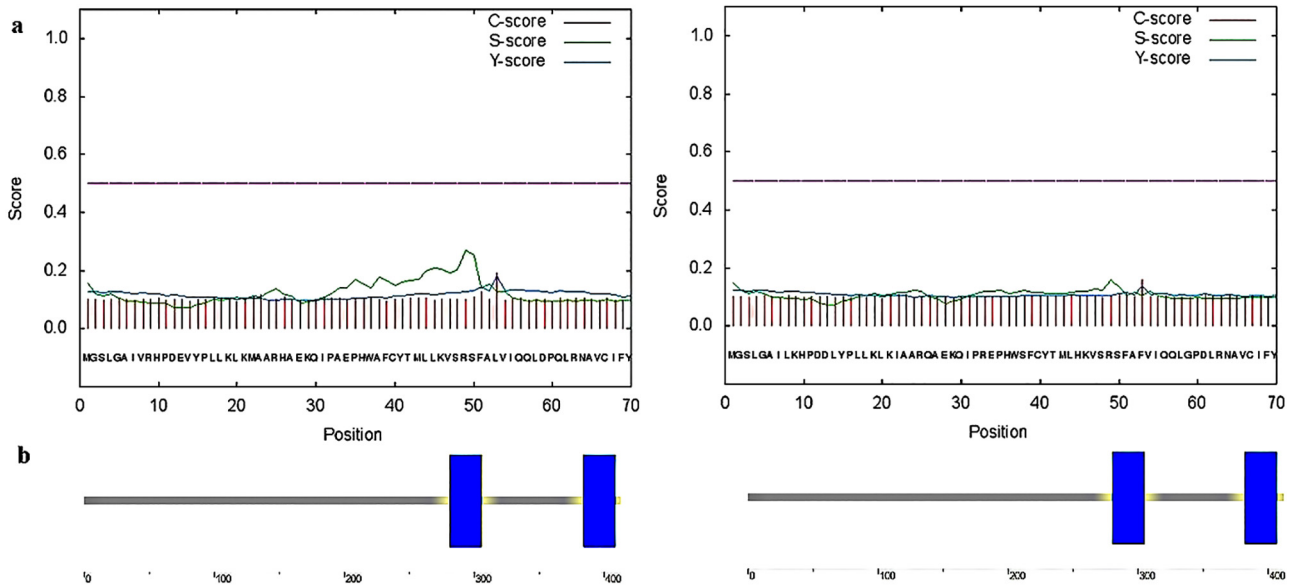 a
C-score
S-score
Y-score
1.0
0.8
0.6
0.4
0.2
0.0
Score
MGSLGAIVRHPDEVYPLLKLKMAARHAEKQIPAEPHWAFCYTMLLKVSRSFALVIQQLDPQLRNAVCIFY
0 10 20 30 40 50 60 70
Position
C-score
S-score
Y-score
1.0
0.8
0.6
0.4
0.2
0.0
Score
MGSLGAILKHPDDLYPLLKLKIAARQAEKQIPREPHWSFCYTMLHKVSRSFAFVIQQLGPDLRNAVCIFY
0 10 20 30 40 50 60 70
Position
b
0 100 200 300 400
0 100 200 300 400